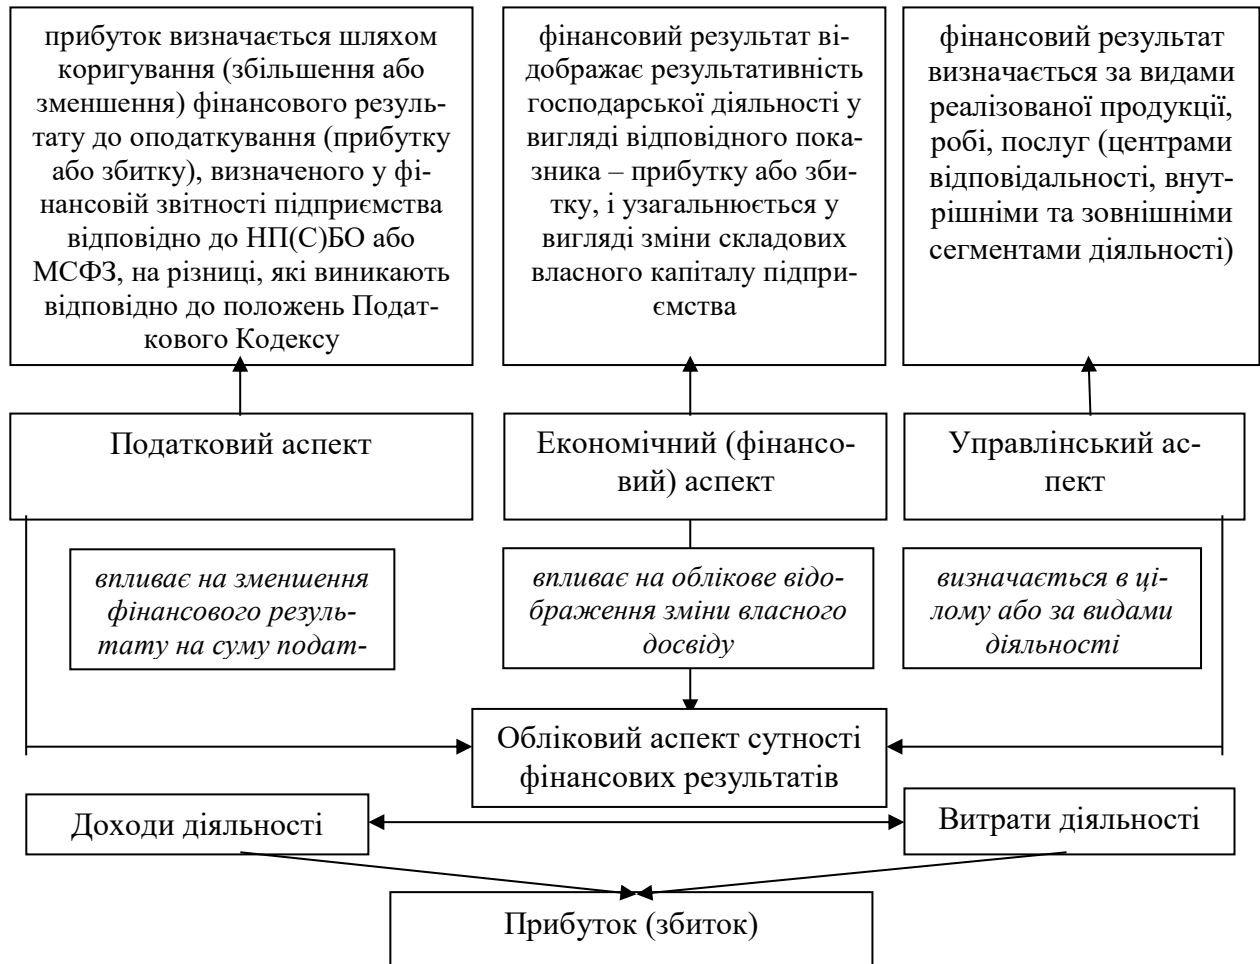 прибуток визначається шляхом
коригування (збільшення або
зменшення) фінансового резуль-
тату до оподаткування (прибутку
або збитку), визначеного у фі-
нансовій звітності підприємства
відповідно до НП(С)БО або
МСФЗ, на різниці, які виникають
відповідно до положень Подат-
кового Кодексу
фінансовий результат ві-
дображає результативність
господарської діяльності у
вигляді відповідного пока-
зника – прибутку або зби-
тку, і узагальнюється у
вигляді зміни складових
власного капіталу підпри-
ємства
фінансовий результат
визначається за видами
реалізованої продукції,
робі, послуг (центрами
відповідальності, внут-
рішніми та зовнішніми
сегментами діяльності)
Податковий аспект
Економічний (фінансо-
вий) аспект
Управлінський ас-
пект
впливає на зменшення
фінансового резуль-
тату на суму подат-
впливає на облікове відо-
браження зміни власного
досвіду
визначається в ці-
лому або за видами
діяльності
Обліковий аспект сутності
фінансових результатів
Доходи діяльності
Витрати діяльності
Прибуток (збиток)